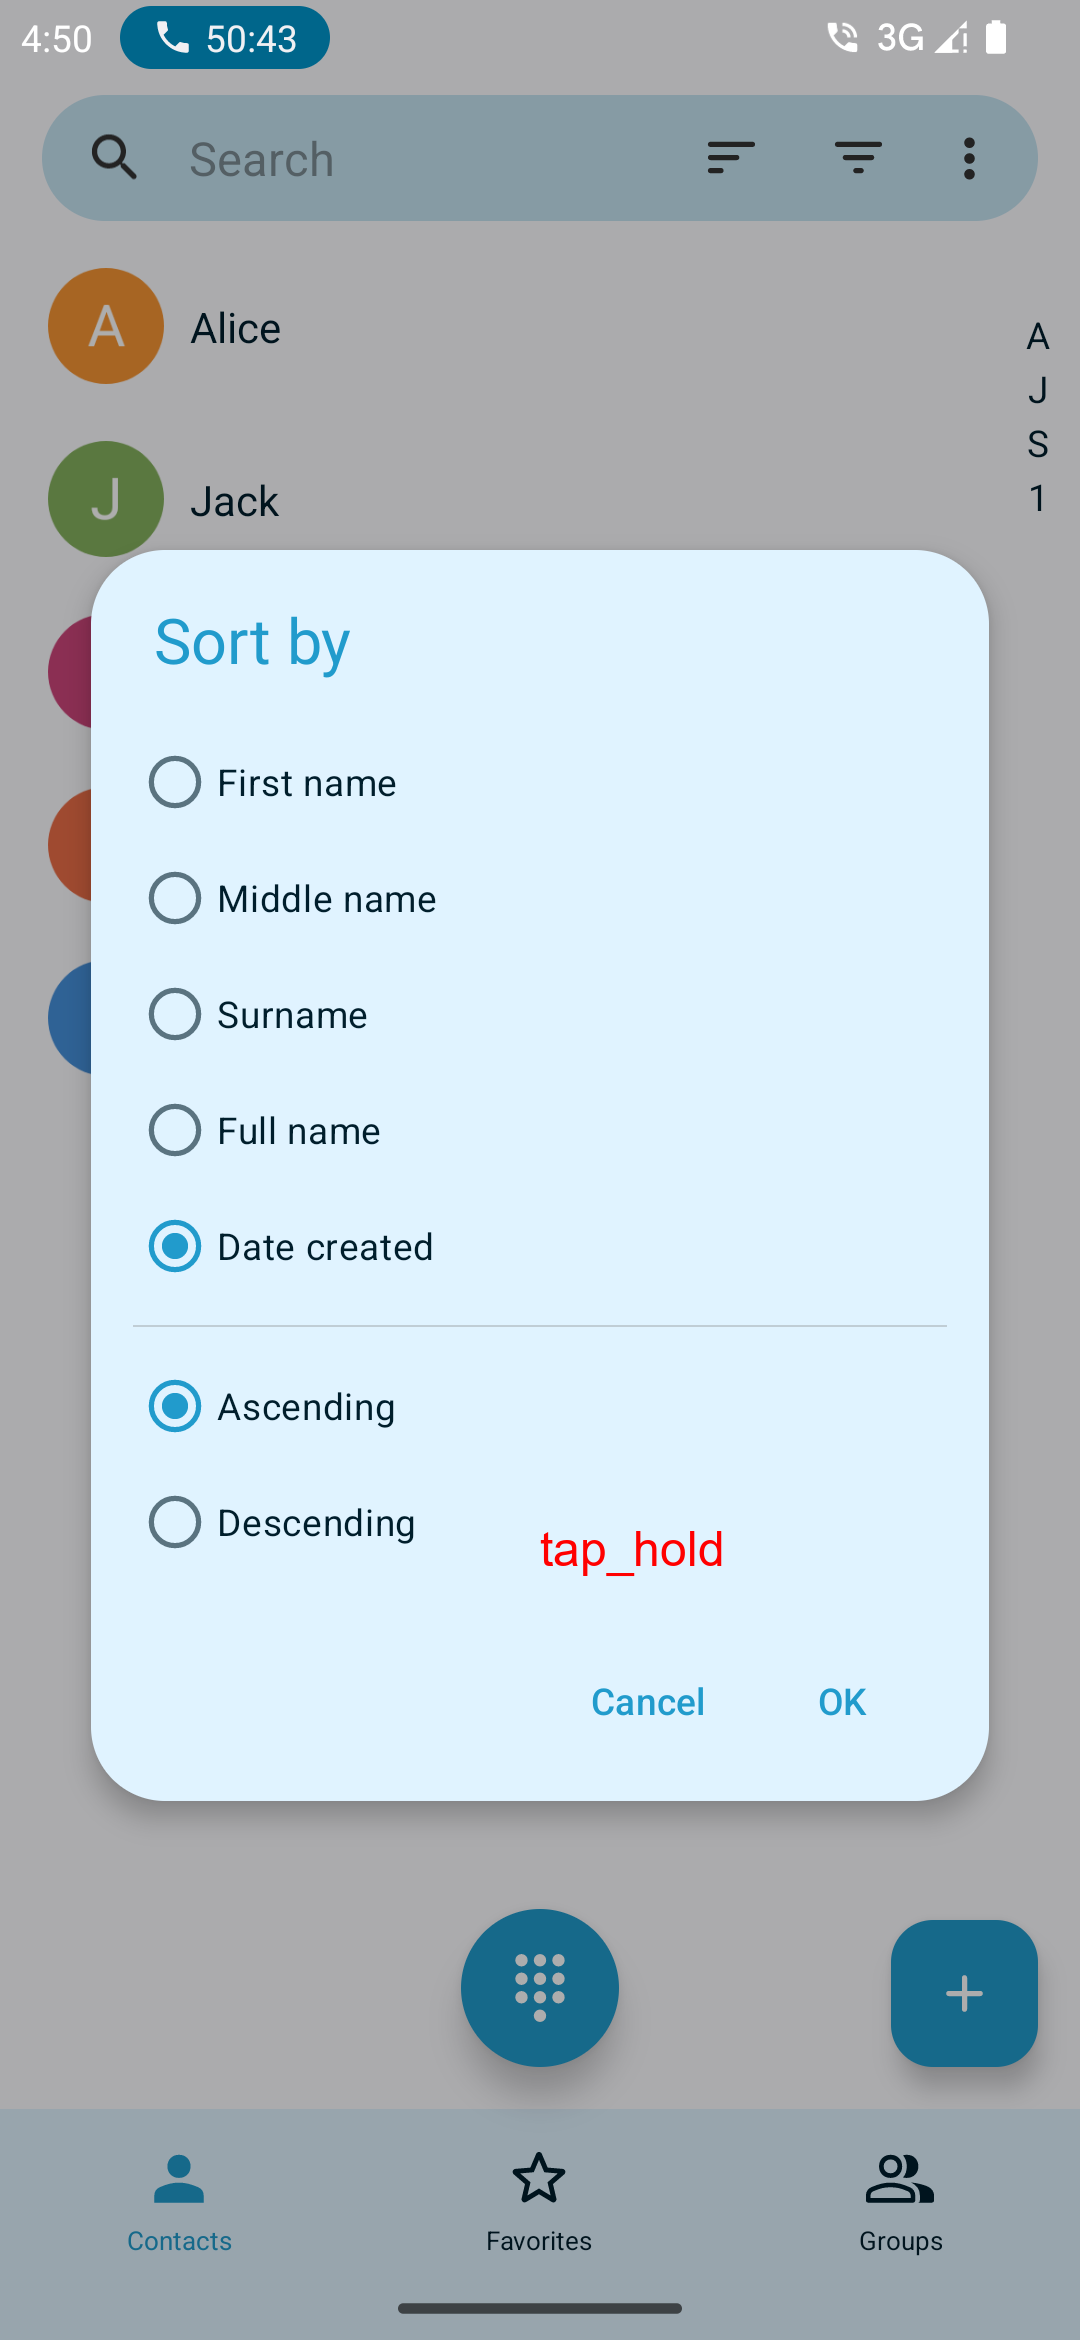 4:50 50:43 3G
Search
A Alice
A
J
S
1
J Jack
Sort by
First name
Middle name
Surname
Full name
Date created
Ascending
Descending
tap_hold
Cancel OK
Contacts Favorites Groups